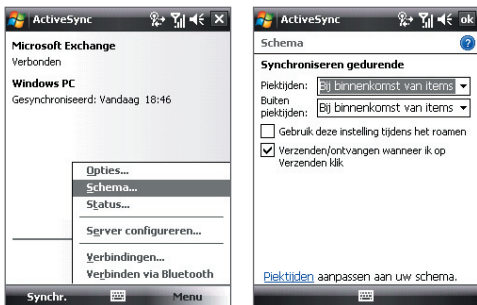 ActiveSync
Microsoft Exchange
Verbonden
Windows PC
Gesynchroniseerd: Vandaag 18:46
Opties...
Schema...
Status...
Server configureren...
Verbindingen...
Verbinden via Bluetooth
Synchr.
Menu
ActiveSync
ok
Schema
Synchroniseren gedurende
Piektijden: Bij binnenkomst van items
Buiten piektijden: Bij binnenkomst van items
Gebruik deze instelling tijdens het roamen
Verzenden/ontvangen wanneer ik op
Verzenden klik
Piektijden aanpassen aan uw schema.